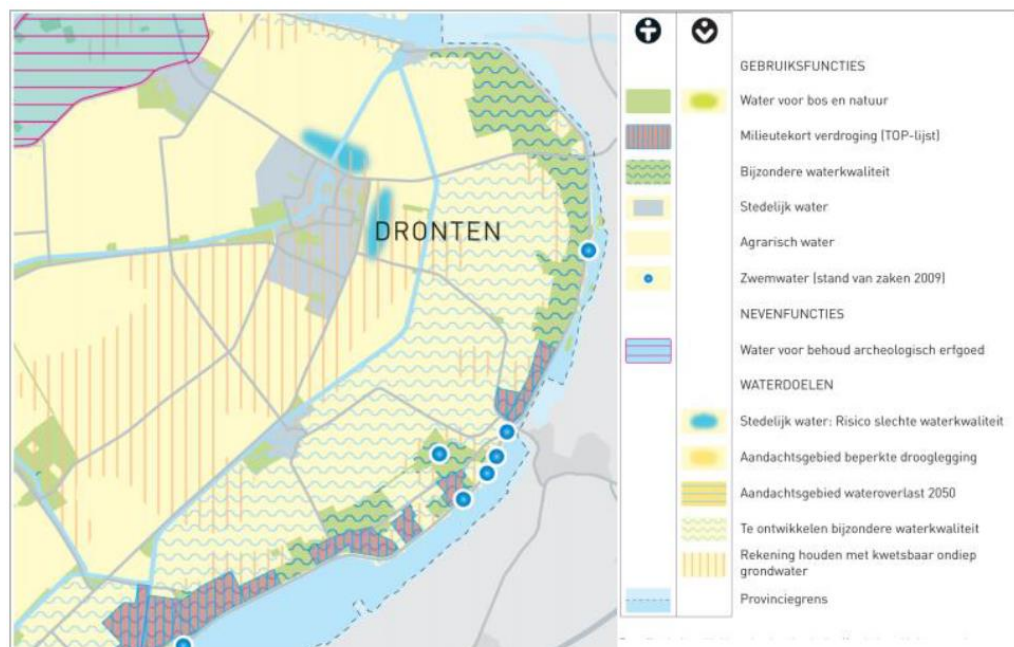 DRONTEN
GEBRUIKSFUNCTIES
Water voor bos en natuur
Milieutekort verdroging (TOP-lijst)
Bijzondere waterkwaliteit
Stedelijk water
Agrarisch water
Zwemwater (stand van zaken 2009)
NEVENFUNCTIES
Water voor behoud archeologisch erfgoed
WATERDOELEN
Stedelijk water: Risico slechte waterkwaliteit
Aandachtsgebied beperkte drooglegging
Aandachtsgebied wateroverlast 2050
Te ontwikkelen bijzondere waterkwaliteit
Rekening houden met kwetsbaar ondiep
grondwater
Provinciegrens